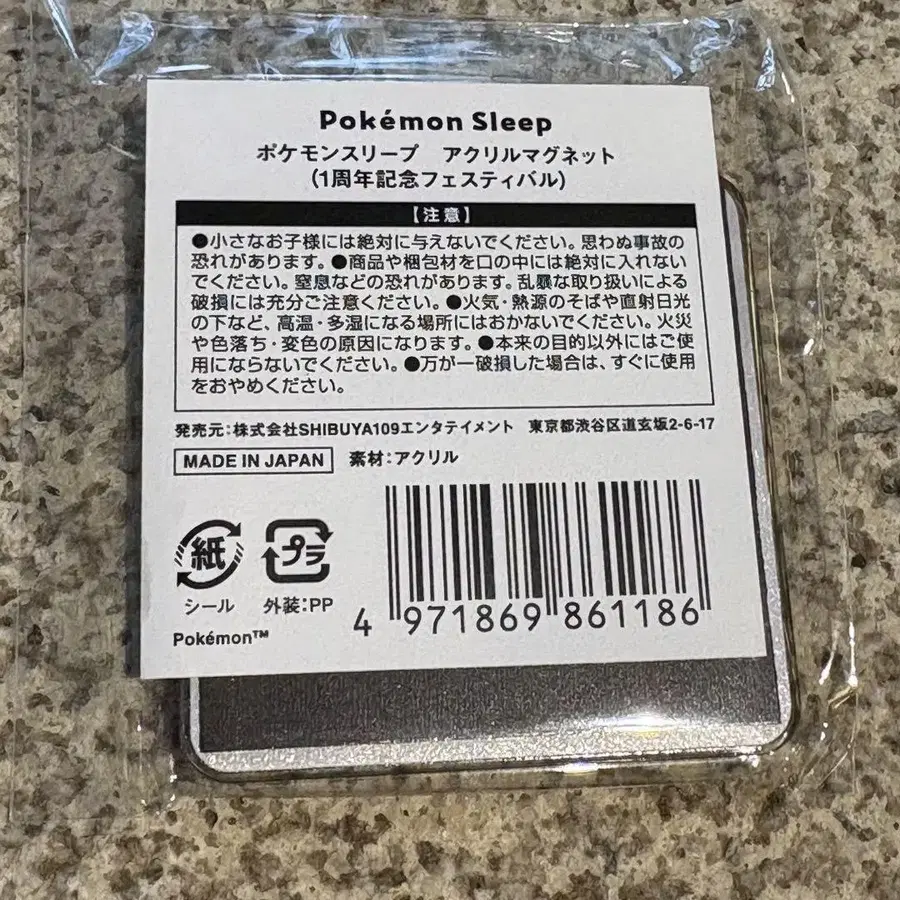 Pokémon Sleep
ポケモンスリープ　アクリルマグネット
(1周年記念フェスティバル)
【注意】
●小さなお子様には絶対に与えないでください。思わぬ事故の
恐れがあります。●商品や梱包材を口の中には絶対に入れない
でください。窒息などの恐れがあります。乱暴な取り扱いによる
破損には充分ご注意ください。●火気・熱源のそばや直射日光
の下など、高温・多湿になる場所にはおかないでください。火災
や色落ち・変色の原因になります。●本来の目的以外にはご使
用にならないでください。●万が一破損した場合は、すぐに使用
をおやめください。
発売元:株式会社SHIBUYA109エンタテイメント　東京都渋谷区道玄坂2-6-17
MADE IN JAPAN　素材:アクリル
紙 プラ
シール 外装:PP
4 971869 861186
Pokémon™